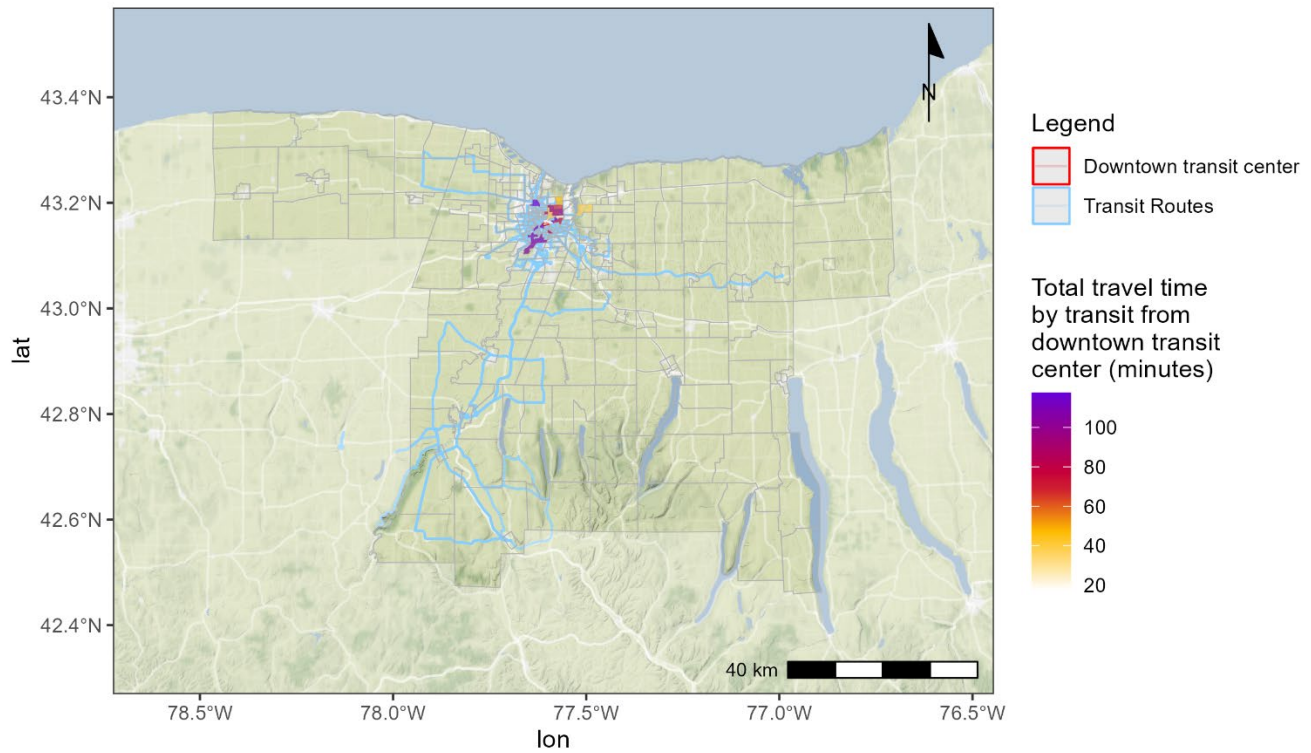 43.4°N
43.2°N
43.0°N
42.8°N
42.6°N
42.4°N
lat
78.5°W
78.0°W
77.5°W
77.0°W
76.5°W
lon
N
40 km
Legend
Downtown transit center
Transit Routes
Total travel time
by transit from
downtown transit
center (minutes)
100
80
60
40
20